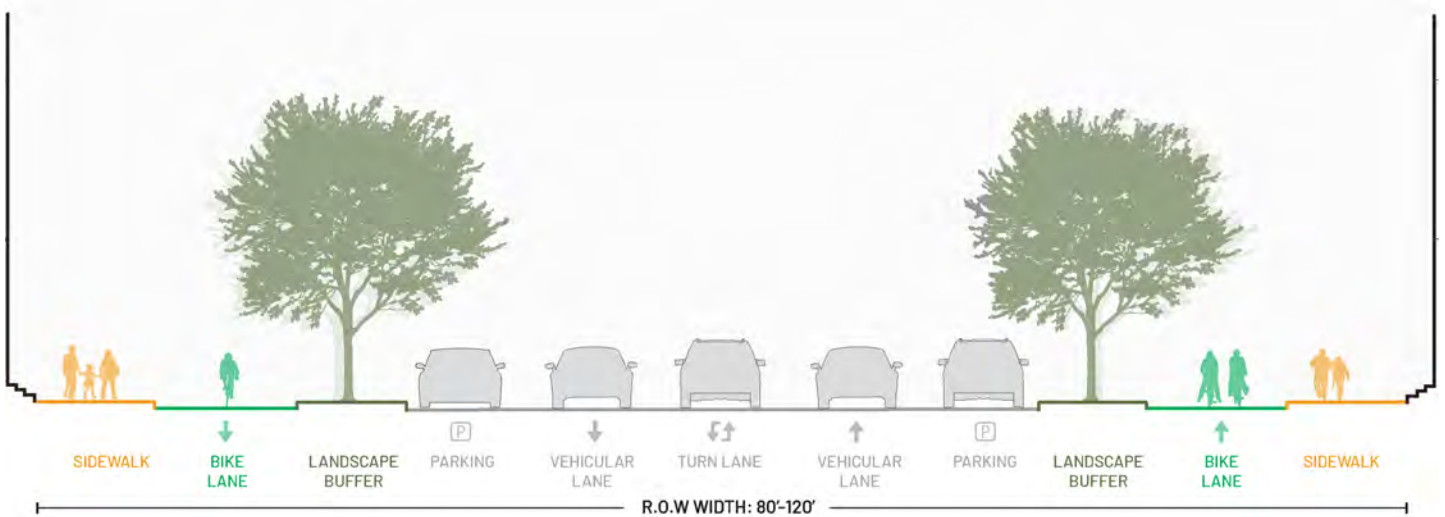 P
P
SIDEWALK
BIKE
LANE
LANDSCAPE
BUFFER
PARKING
VEHICULAR
LANE
TURN LANE
VEHICULAR
LANE
PARKING
LANDSCAPE
BUFFER
BIKE
LANE
SIDEWALK
R.O.W WIDTH: 80'-120'